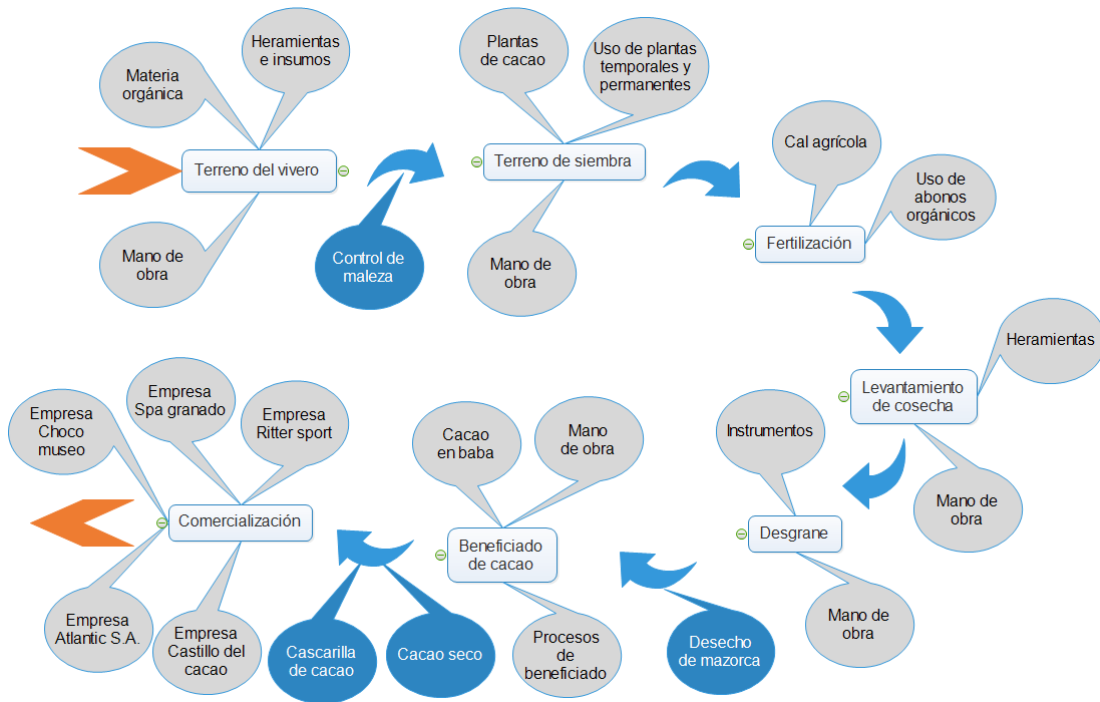 Materia
orgánica
Heramientas
e insumos
Terreno del vivero
Mano de
obra
Control de
maleza
Plantas
de cacao
Uso de plantas
temporales y
permanentes
Terreno de siembra
Mano de
obra
Cal agrícola
Uso de
abonos
orgánicos
Fertilización
Heramientas
Levantamiento
de cosecha
Mano de
obra
Instrumentos
Desgrane
Mano de
obra
Desecho
de mazorca
Cacao
en baba
Mano
de obra
Beneficiado
de cacao
Procesos
de
beneficiado
Cacao seco
Cascarilla
de cacao
Empresa
Choco
museo
Empresa
Spa granado
Empresa
Ritter sport
Comercialización
Empresa
Atlantic S.A.
Empresa
Castillo del
cacao